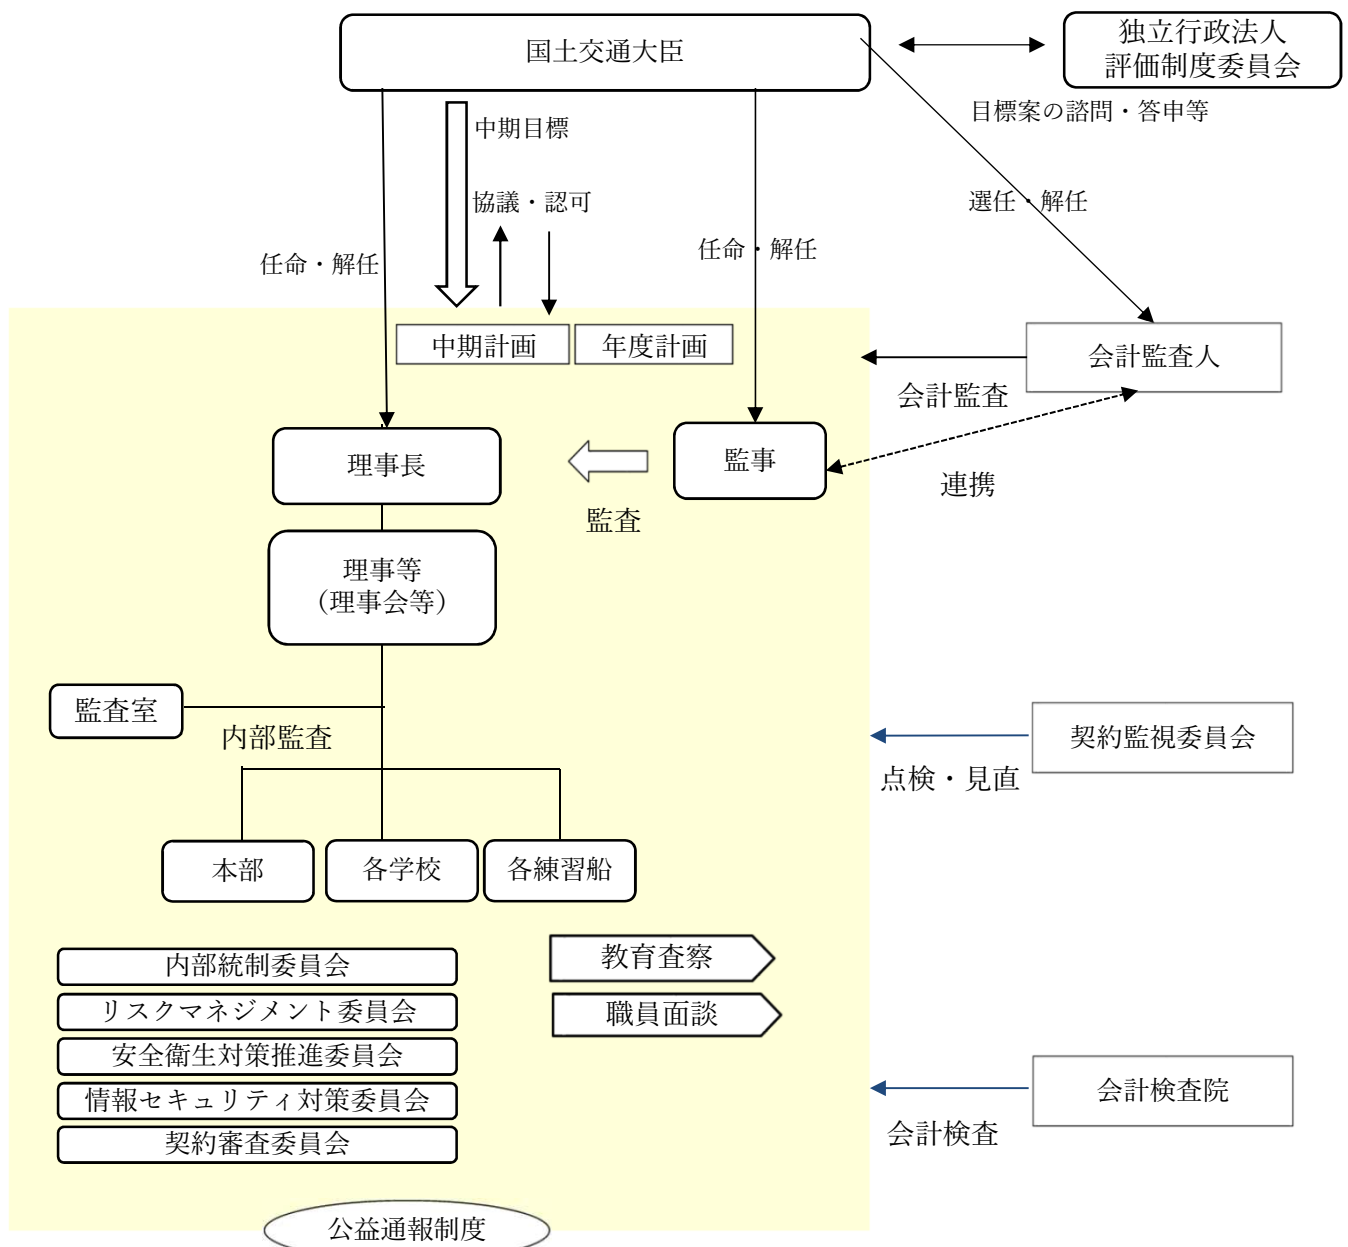 国土交通大臣
独立行政法人
評価制度委員会
目標案の諮問・答申等
中期目標
協議・認可
選任・解任
任命・解任
任命・解任
中期計画
年度計画
会計監査人
会計監査
理事長
監事
連携
監査
理事等
（理事会等）
監査室
内部監査
契約監視委員会
点検・見直
本部
各学校
各練習船
内部統制委員会
リスクマネジメント委員会
安全衛生対策推進委員会
情報セキュリティ対策委員会
契約審査委員会
教育査察
職員面談
会計検査院
会計検査
公益通報制度